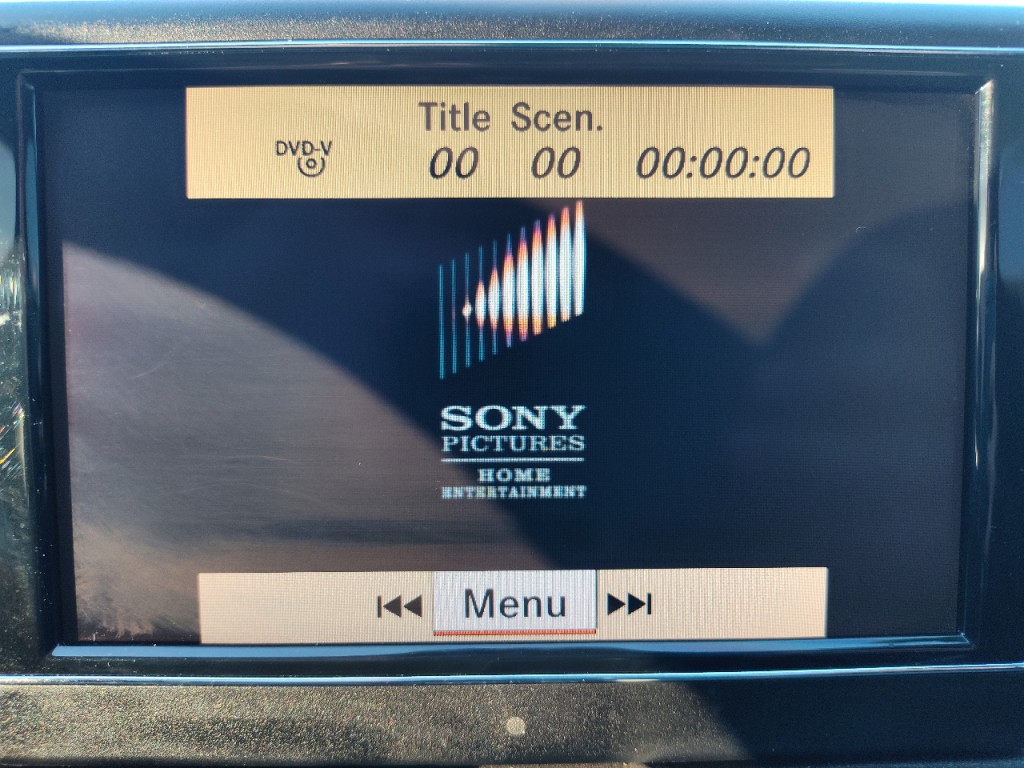 Title Scen.
DVD-V 00 00 00:00:00
SONY
PICTURES
HOME
ENTERTAINMENT
Menu